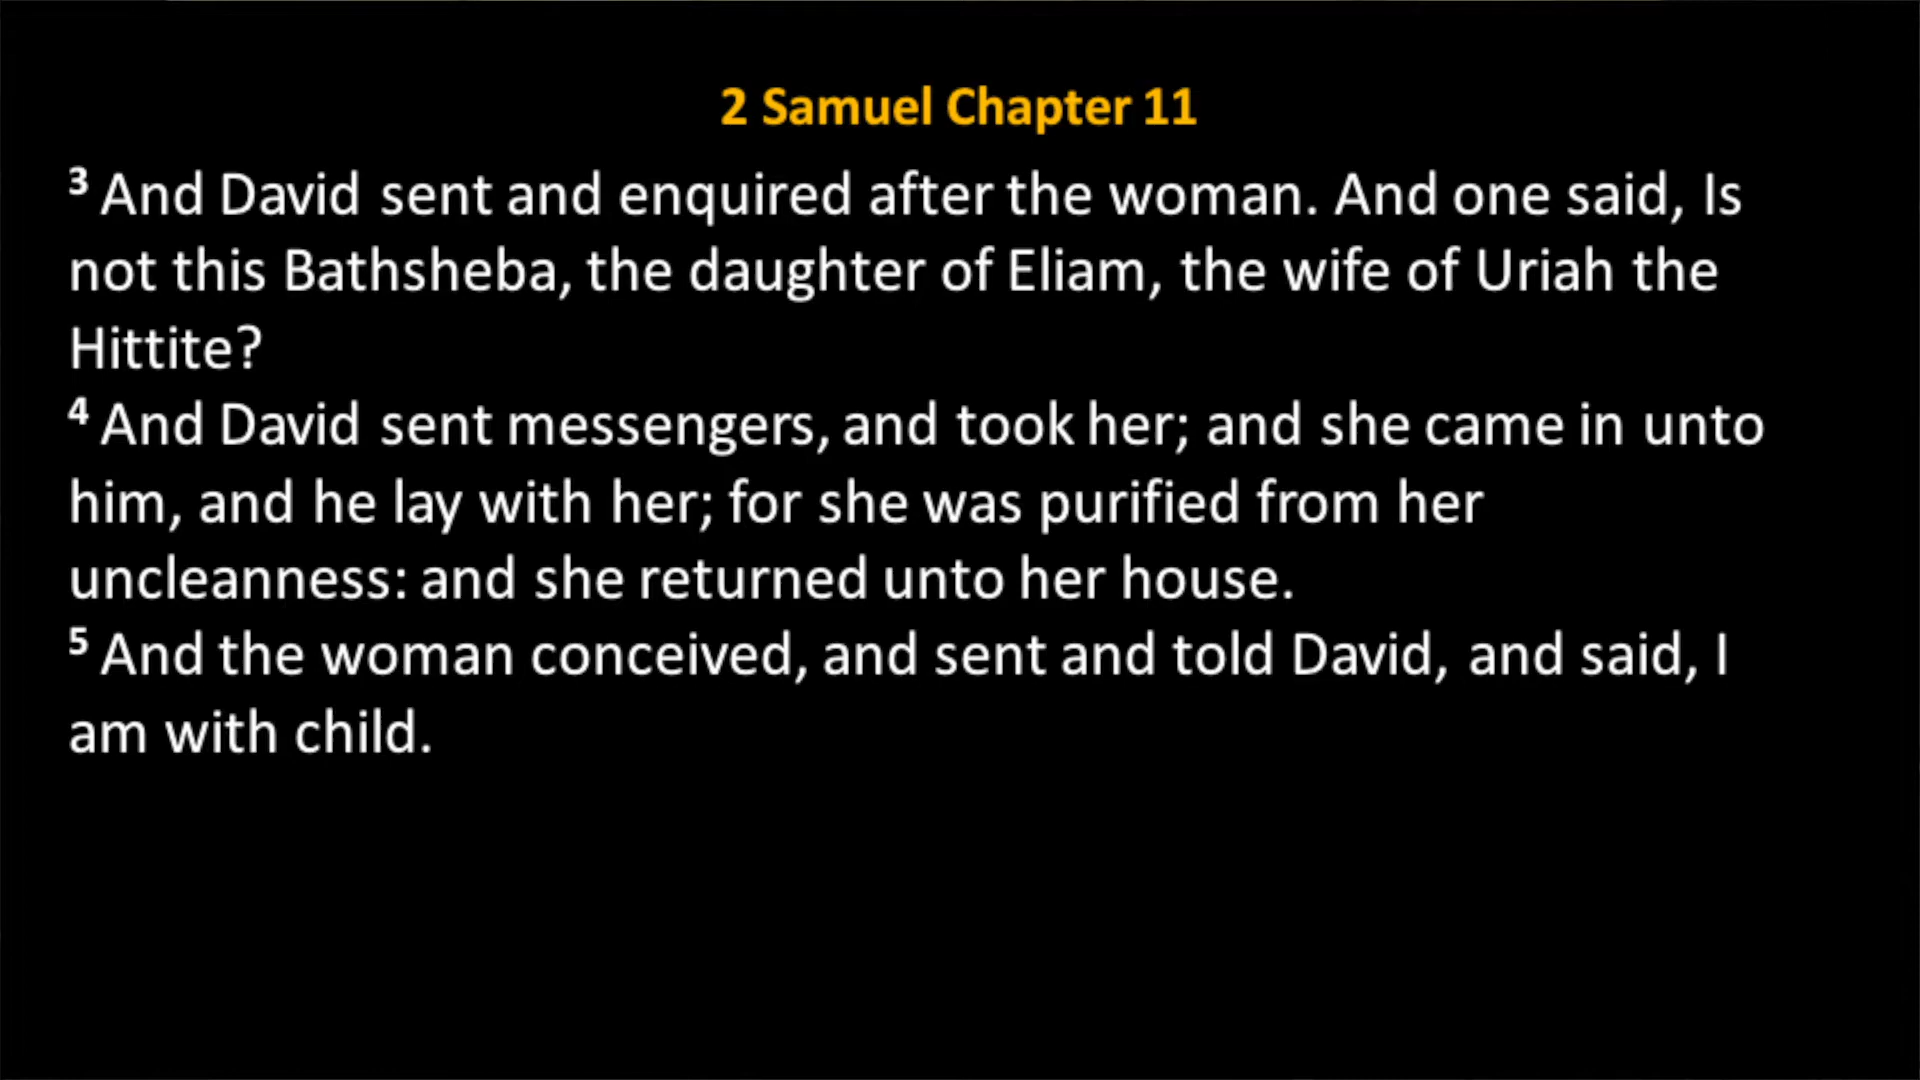 2 Samuel Chapter 11
3 And David sent and enquired after the woman. And one said, Is
not this Bathsheba, the daughter of Eliam, the wife of Uriah the
Hittite?
4 And David sent messengers, and took her; and she came in unto
him, and he lay with her; for she was purified from her
uncleanness: and she returned unto her house.
5 And the woman conceived, and sent and told David, and said, I
am with child.